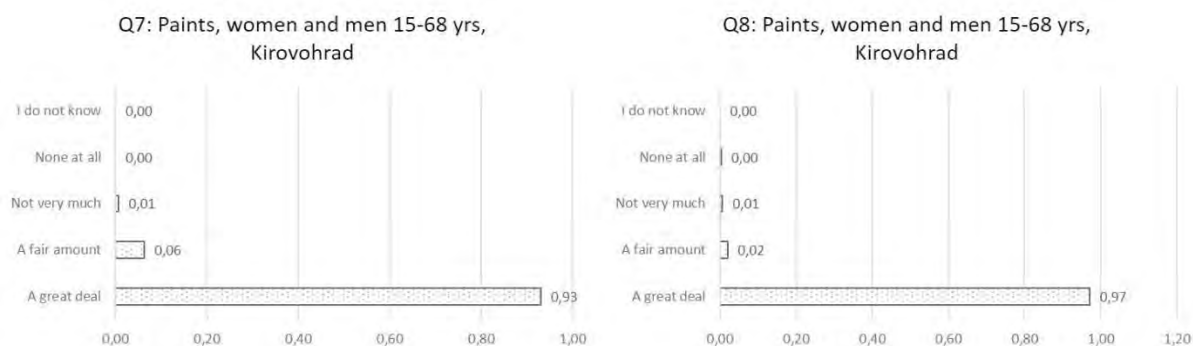 Q7: Paints, women and men 15-68 yrs,
Kirovohrad
I do not know 0,00
None at all 0,00
Not very much 0,01
A fair amount 0,06
A great deal 0,93
0,00 0,20 0,40 0,60 0,80 1,00
Q8: Paints, women and men 15-68 yrs,
Kirovohrad
I do not know 0,00
None at all 0,00
Not very much 0,01
A fair amount 0,02
A great deal 0,97
0,00 0,20 0,40 0,60 0,80 1,00 1,20